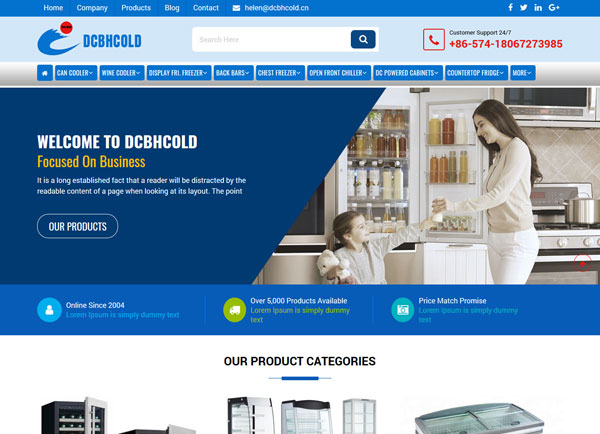 Home Company Products Blog Contact helen@dcbhcold.cn
DCBHCOLD
Search Here
Customer Support 24/7
+86-574-18067273985
CAN COOLER WINE COOLER DISPLAY FRI. FREEZER BACK BARS CHEST FREEZER OPEN FRONT CHILLER DC POWERED CABINETS COUNTERTOP FRIDGE MORE
WELCOME TO DCBHCOLD
Focused On Business
It is a long established fact that a reader will be distracted by the
readable content of a page when looking at its layout. The point
OUR PRODUCTS
Online Since 2004
Lorem Ipsum is simply dummy text
Over 5,000 Products Available
Lorem Ipsum is simply dummy
text
Price Match Promise
Lorem Ipsum is simply dummy
text
OUR PRODUCT CATEGORIES